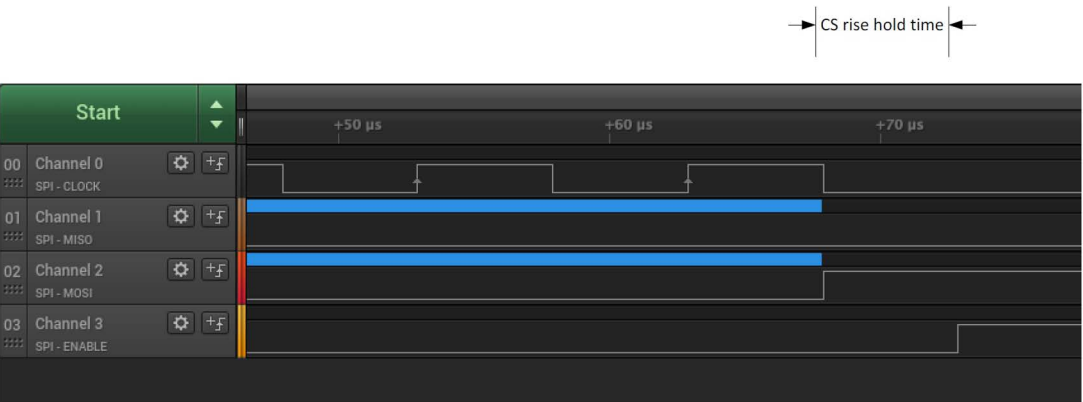 CS rise hold time
Start
+50 µs
+60 µs
+70 µs
00
Channel 0
SPI - CLOCK
01
Channel 1
SPI - MISO
02
Channel 2
SPI - MOSI
03
Channel 3
SPI - ENABLE